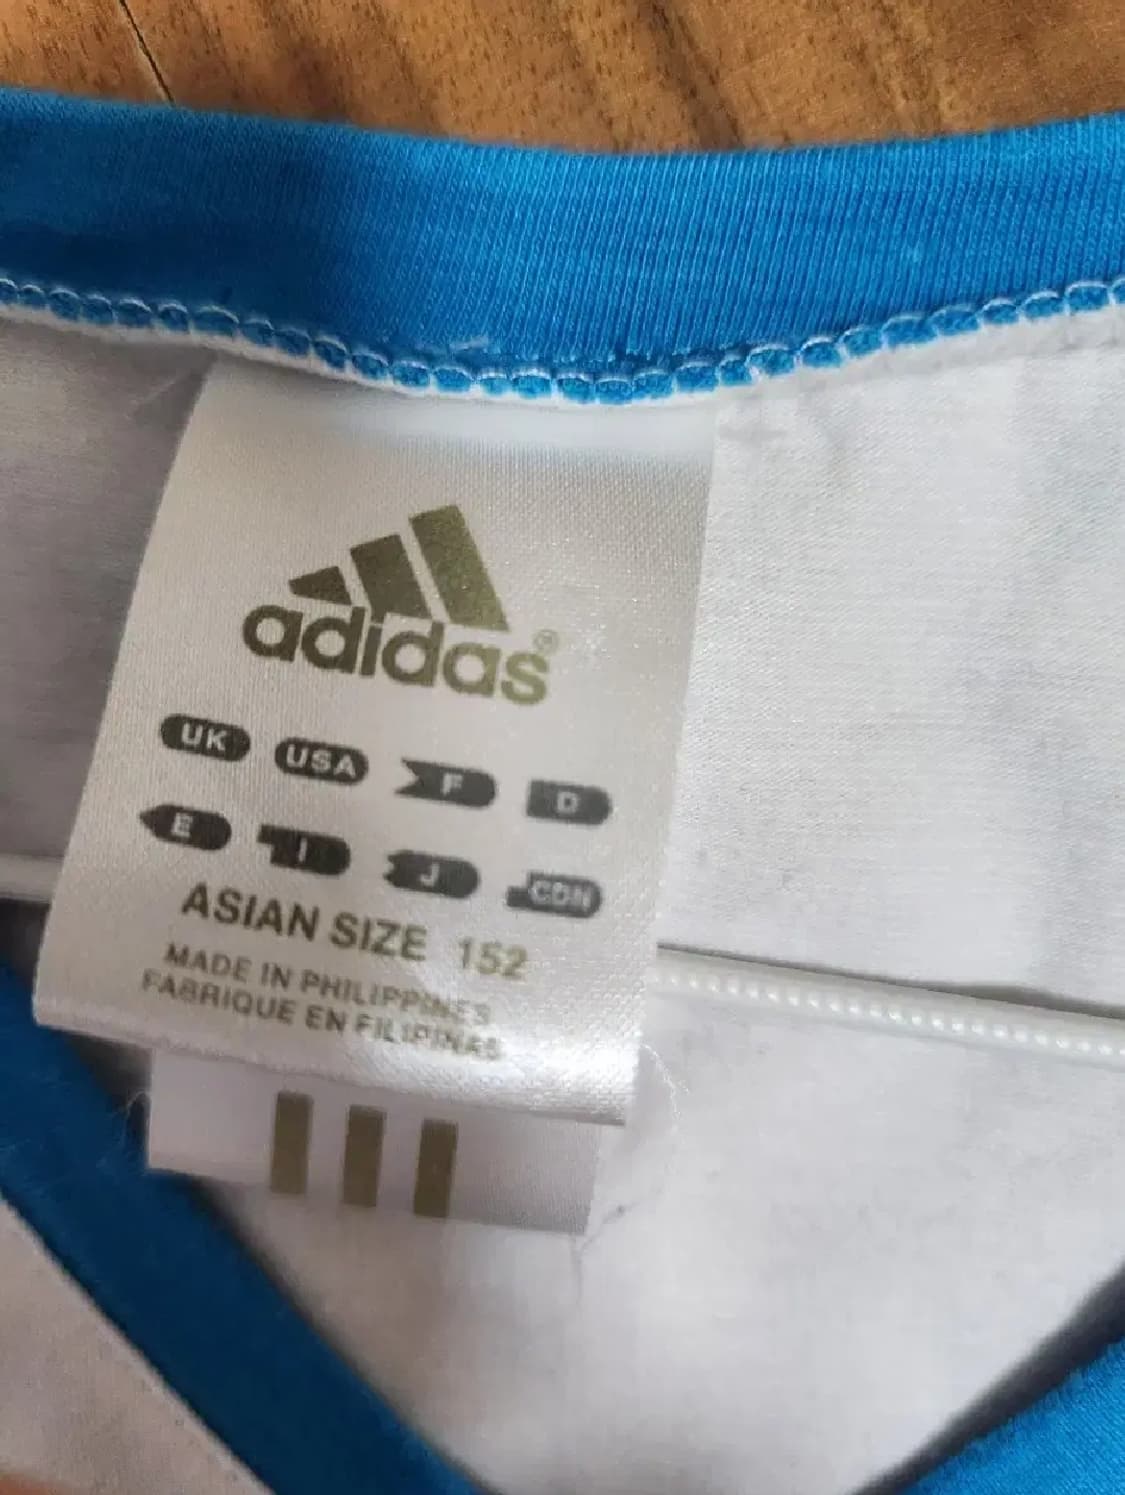 adidas®
UK USA F D
E I J CDN
ASIAN SIZE 152
MADE IN PHILIPPINES
FABRIQUE EN FILIPINAS